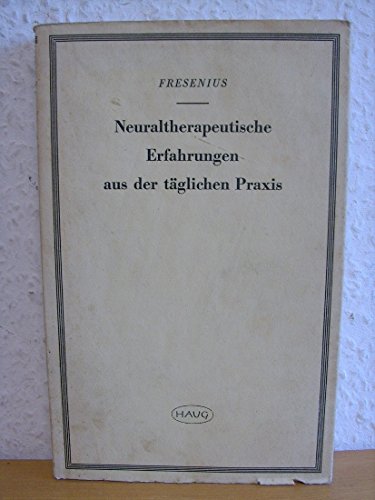 FRESENIUS
Neuraltherapeutische
Erfahrungen
aus der täglichen Praxis
HAUG